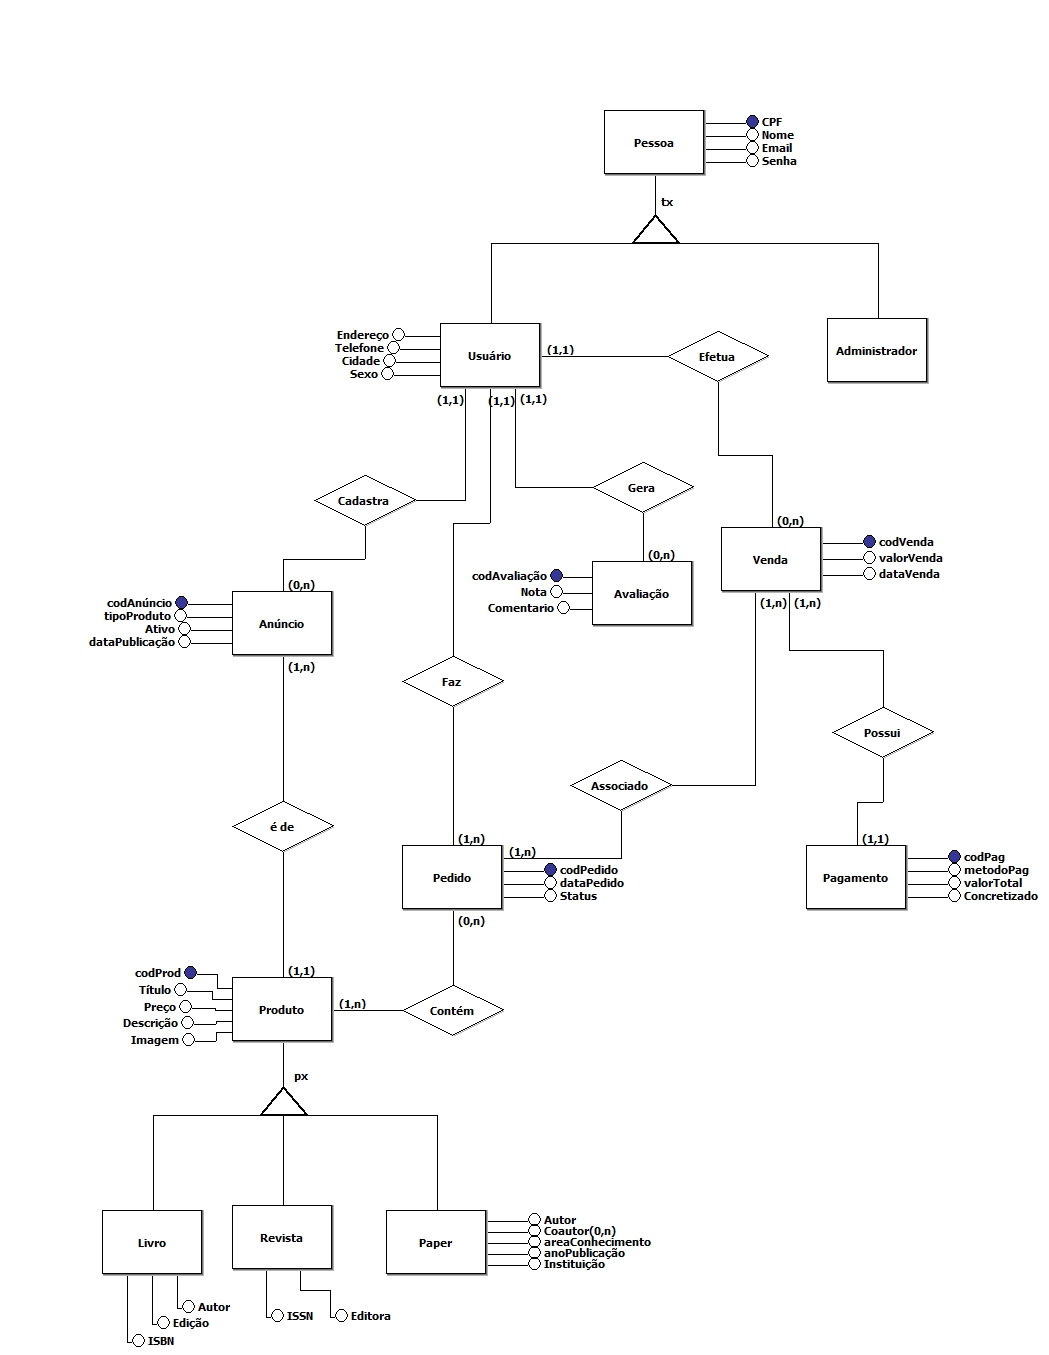 Pessoa
CPF
Nome
Email
Senha
tx
Endereço
Telefone
Cidade
Sexo
Usuário
(1,1)
Efetua
Administrador
(1,1)
(1,1)
(1,1)
Cadastra
Gera
(0,n)
(0,n)
(0,n)
codAnúncio
tipoProduto
Ativo
dataPublicação
Anúncio
(1,n)
codAvaliação
Nota
Comentario
Avaliação
Venda
codVenda
valorVenda
dataVenda
(1,n)
(1,n)
Faz
Possui
Associado
é de
(1,n)
(1,n)
Pedido
codPedido
dataPedido
Status
(0,n)
(1,1)
Pagamento
codPag
metodoPag
valorTotal
Concretizado
(1,1)
codProd
Título
Preço
Descrição
Imagem
Produto
(1,n)
Contém
px
Livro
Revista
Paper
Autor
Coautor(0,n)
areaConhecimento
anoPublicação
Instituição
Autor
Edição
ISBN
ISSN
Editora